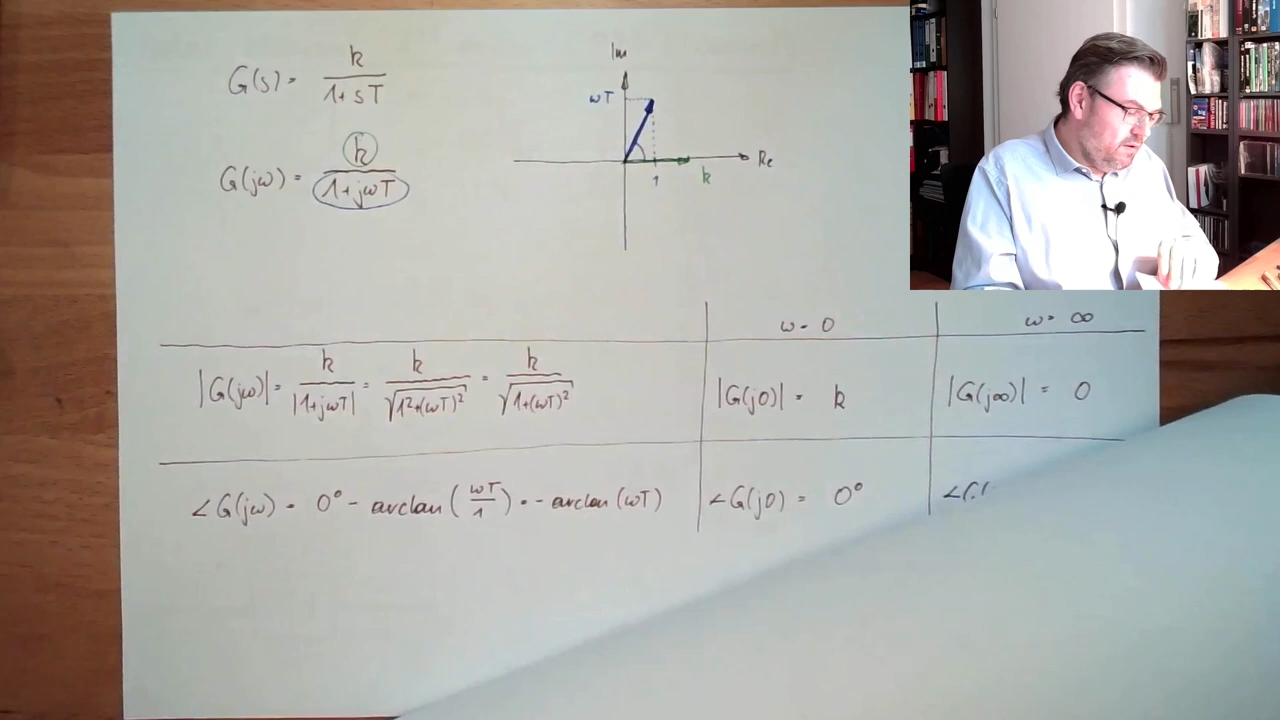 G(s) = k / 1+sT
G(jω) = k / 1+jωT
Im
ωT
Re
1
k
ω = 0
ω = ∞
|G(jω)| = k / |1+jωT| = k / √1²+(ωT)² = k / √1+(ωT)²
|G(j0)| = k
|G(j∞)| = 0
∠G(jω) = 0° - arctan (ωT / 1) = - arctan (ωT)
∠G(j0) = 0°